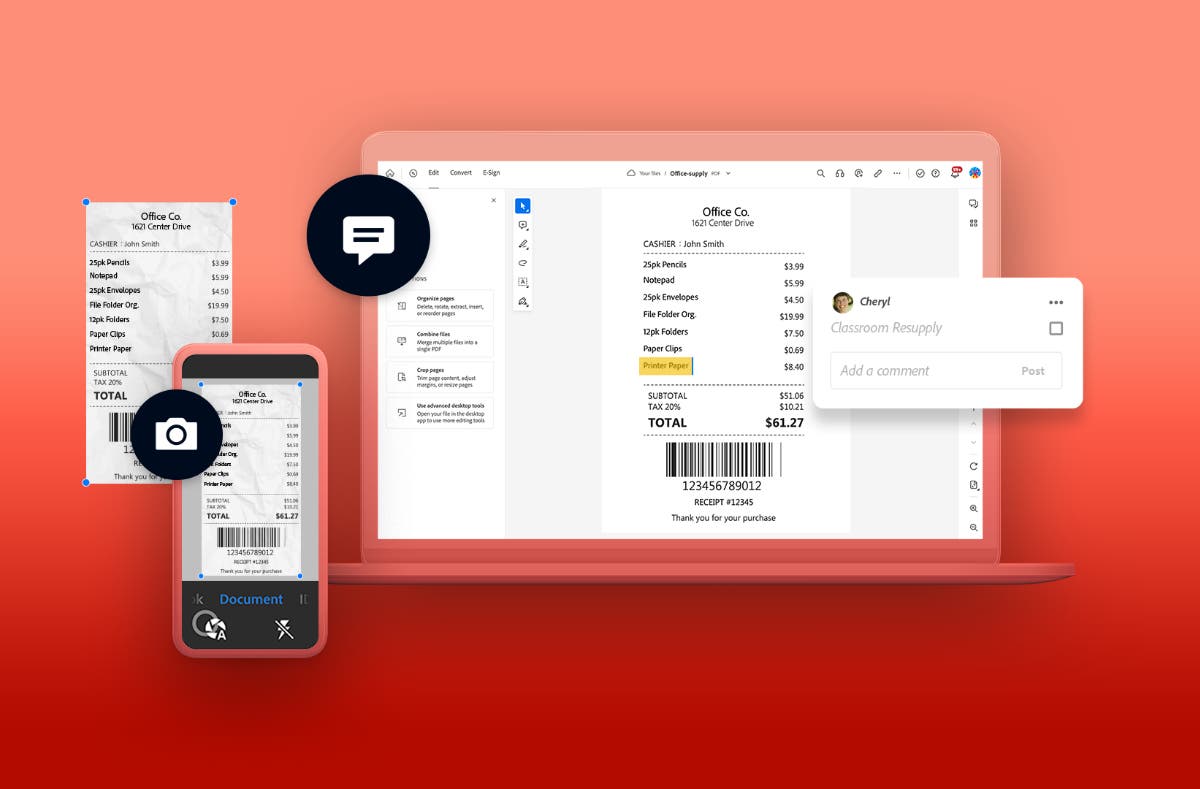 Office Co.
1621 Center Drive
CASHIER : John Smith
25pk Pencils $3.99
Notepad $5.99
25pk Envelopes $4.50
File Folder Org. $19.99
12pk Folders $7.50
Paper Clips $0.69
Printer Paper
SUBTOTAL
TAX 20%
TOTAL
Thank you for
Office Co.
1621 Center Drive
John Smith
$3.99
$5.99
$4.50
$19.99
Folders $7.50
Paper Clips $0.69
Printer Paper $8.40
SUBTOTAL $51.06
TAX 20% $10.21
TOTAL $61.27
123456789012
RECEIPT #12345
Thank you for your purchase
Document
A
Edit Convert E-Sign
Your files / Office-supply PDF
99+
Organize pages
Delete, rotate, extract, insert,
or reorder pages
Combine files
Merge multiple files into a
single PDF
Crop pages
Trim page content, adjust
margins, or resize pages
Use advanced desktop tools
Open your file in the desktop
app to use more editing tools
Office Co.
1621 Center Drive
CASHIER : John Smith
25pk Pencils $3.99
Notepad $5.99
25pk Envelopes $4.50
File Folder Org. $19.99
12pk Folders $7.50
Paper Clips $0.69
Printer Paper $8.40
SUBTOTAL $51.06
TAX 20% $10.21
TOTAL $61.27
123456789012
RECEIPT #12345
Thank you for your purchase
Cheryl
Classroom Resupply
Add a comment Post